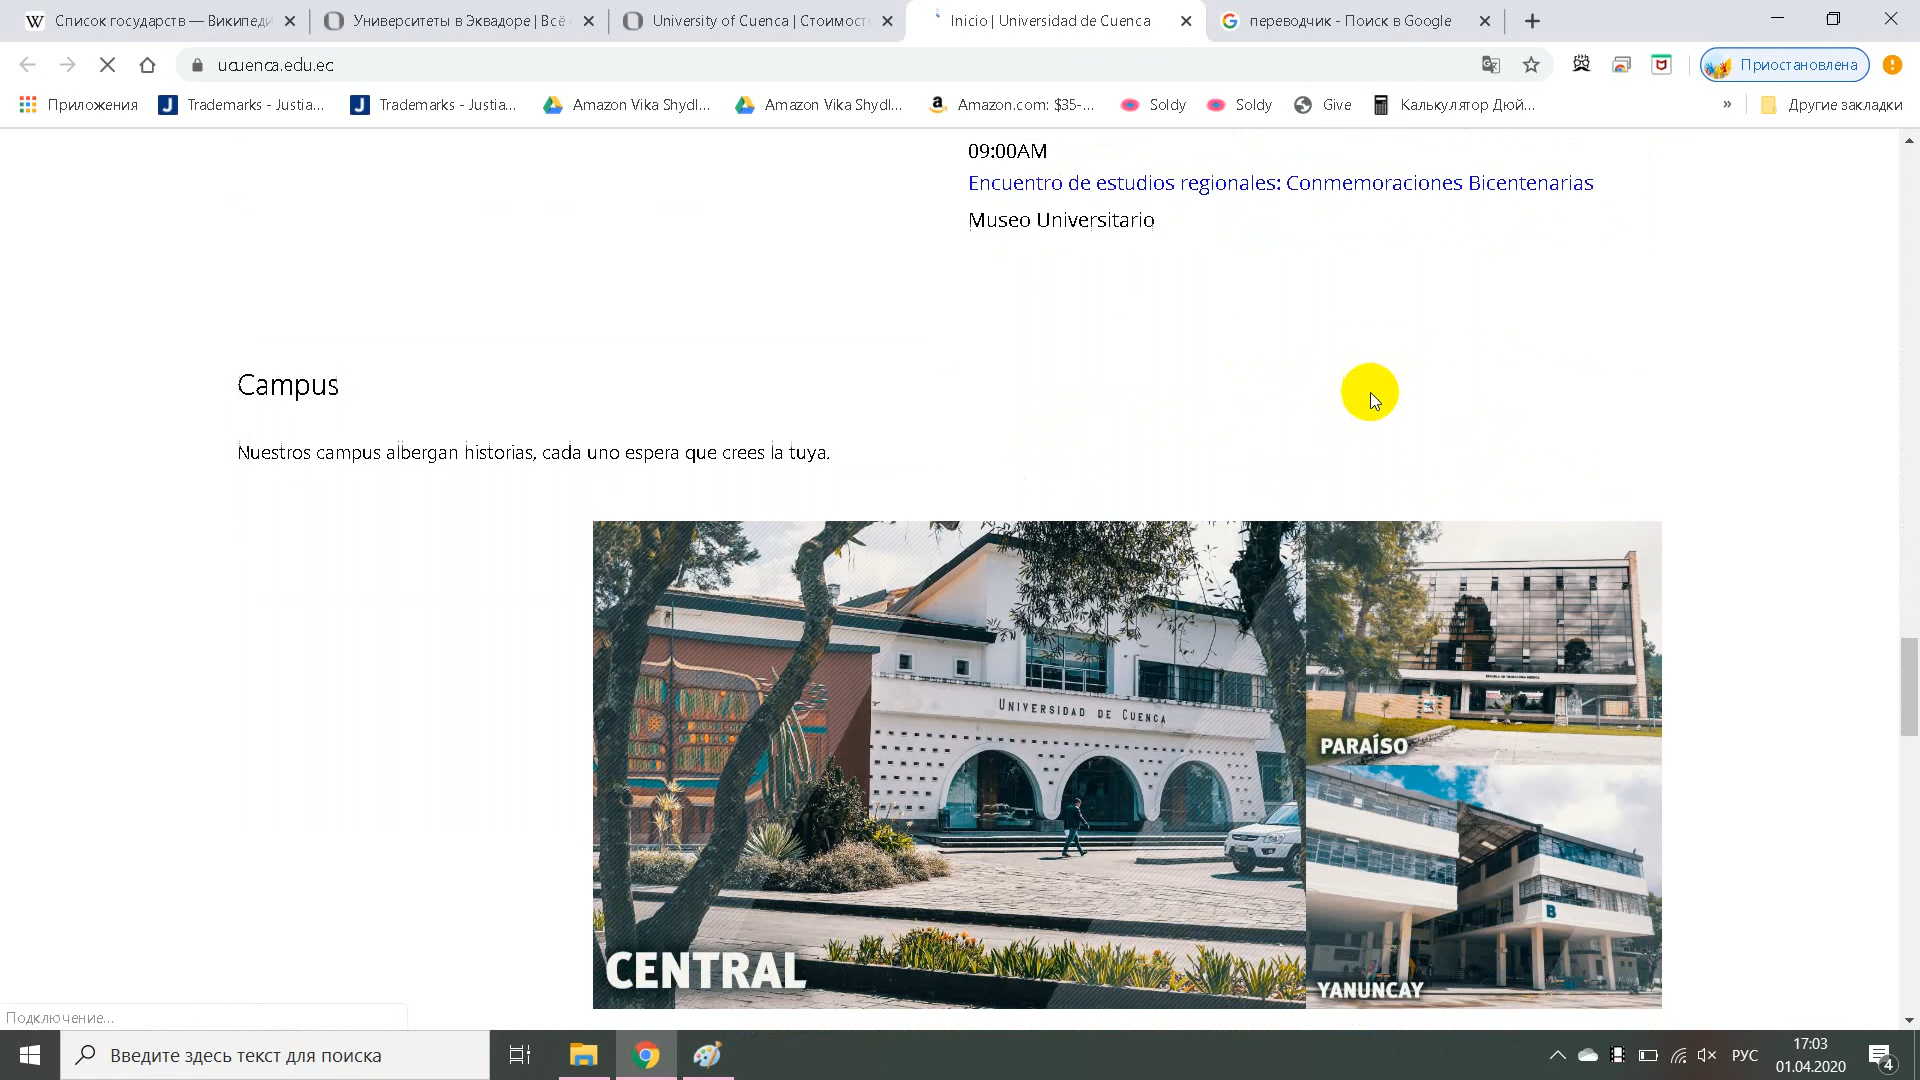 Список государств — Википеди
Университеты в Эквадоре | Всё
University of Cuenca | Стоимость
Inicio | Universidad de Cuenca
переводчик - Поиск в Google
ucuenca.edu.ec
Приостановлена
Приложения
Trademarks - Justia...
Trademarks - Justia...
Amazon Vika Shydl...
Amazon Vika Shydl...
Amazon.com: $35-...
Soldy
Soldy
Give
Калькулятор Дюй...
»
Другие закладки
09:00AM
Encuentro de estudios regionales: Conmemoraciones Bicentenarias
Museo Universitario
Campus
Nuestros campus albergan historias, cada uno espera que crees la tuya.
UNIVERSIDAD DE CUENCA
PARAÍSO
B
CENTRAL
YANUNCAY
Подключение...
Введите здесь текст для поиска
РУС
17:03
01.04.2020
4